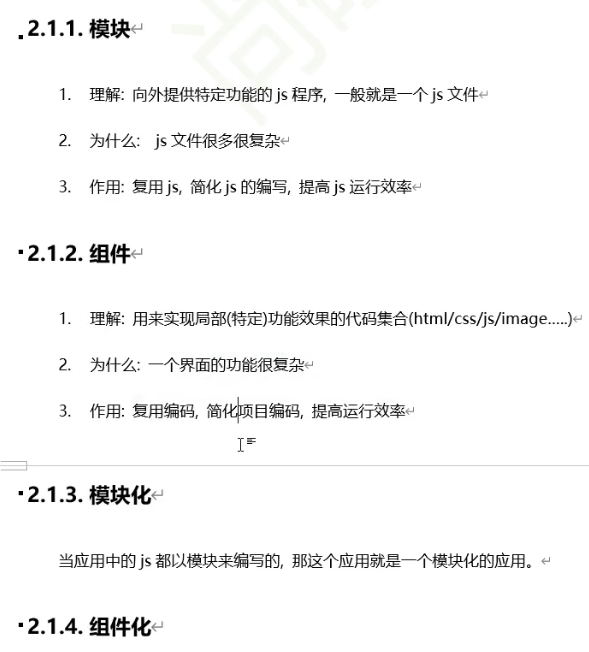 2.1.1. 模块
1. 理解: 向外提供特定功能的 js 程序, 一般就是一个 js 文件
2. 为什么: js 文件很多很复杂
3. 作用: 复用 js, 简化 js 的编写, 提高 js 运行效率
2.1.2. 组件
1. 理解: 用来实现局部(特定)功能效果的代码集合(html/css/js/image.....)
2. 为什么: 一个界面的功能很复杂
3. 作用: 复用编码, 简化项目编码, 提高运行效率
2.1.3. 模块化
当应用中的 js 都以模块来编写的, 那这个应用就是一个模块化的应用。
2.1.4. 组件化